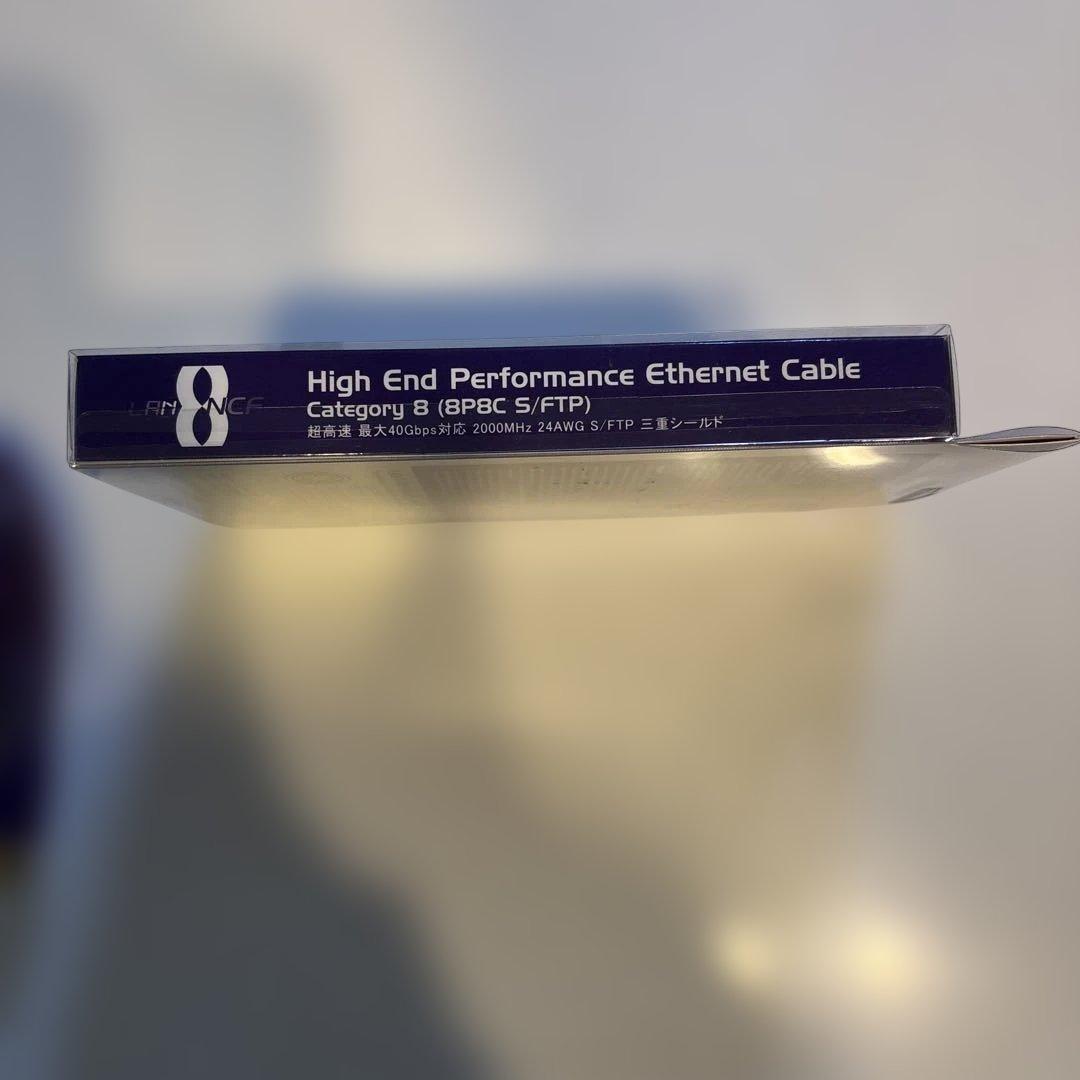 8
High End Performance Ethernet Cable
Category 8 (8P8C S/FTP)
超高速 最大40Gbps対応 2000MHz 24AWG S/FTP 三重シールド